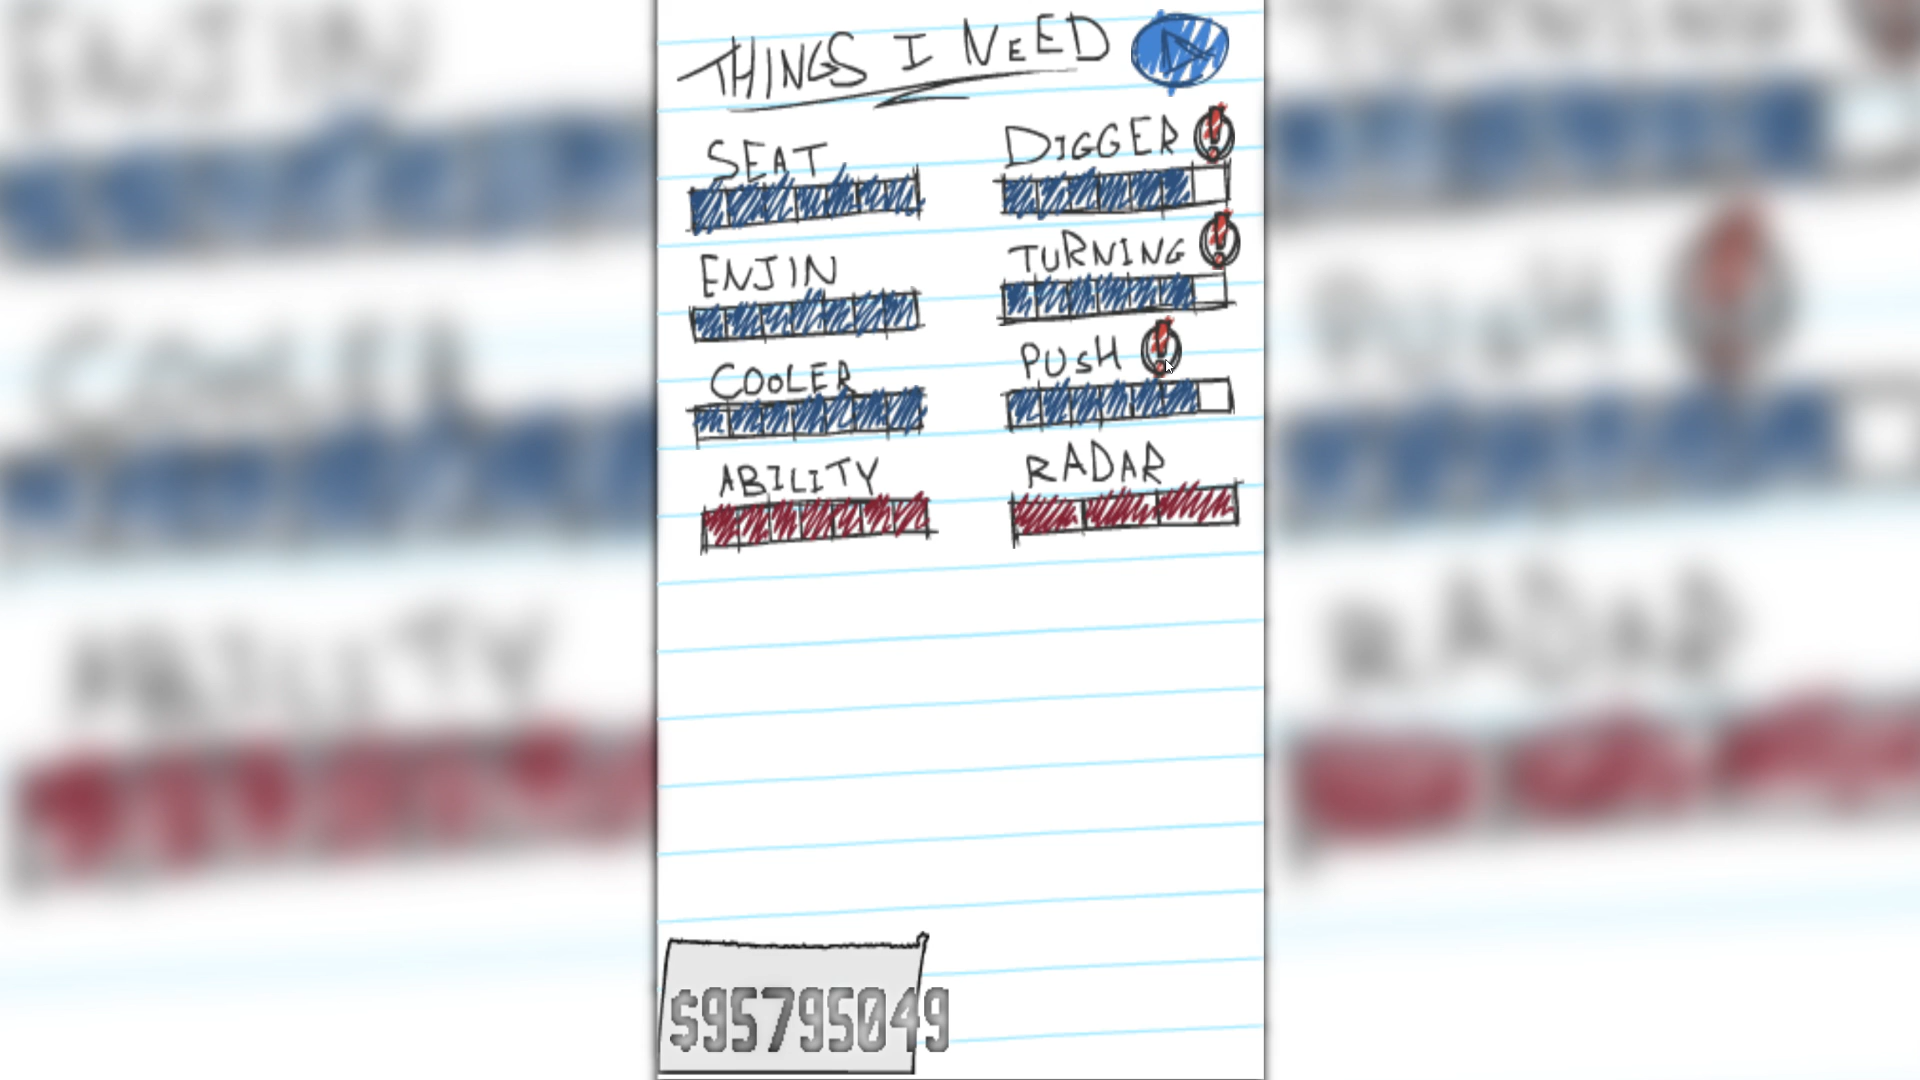 THINGS I NEED
SEAT
DIGGER
ENJIN
TURNING
COOLER
PUSH
ABILITY
RADAR
$95795049